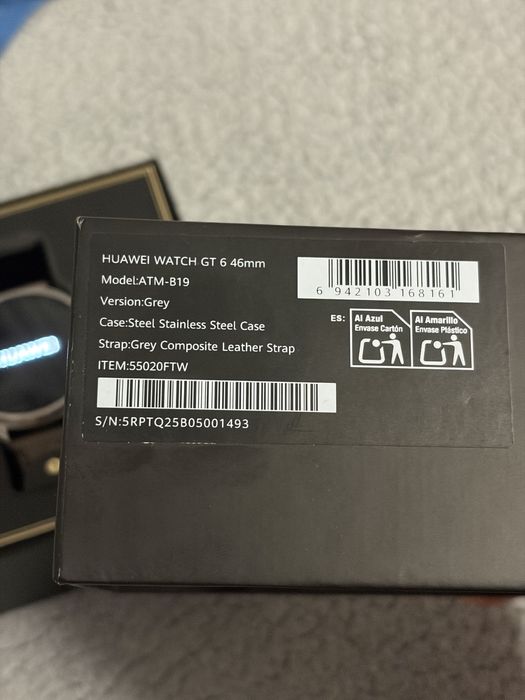 HUAWEI WATCH GT 6 46mm
Model:ATM-B19
Version:Grey
Case:Steel Stainless Steel Case
Strap:Grey Composite Leather Strap
ITEM:55020FTW
S/N:5RPTQ25B05001493
6 942103 168161
ES:
Al Azul
Envase Cartón
Al Amarillo
Envase Plástico